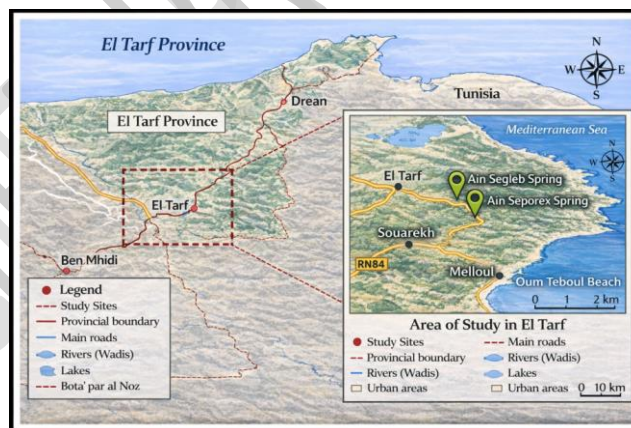 El Tarf Province
N
W E
S
Drean
Tunisia
El Tarf Province
El Tarf
Ben Mhidi
Legend
Study Sites
Provincial boundary
Main roads
Rivers (Wadis)
Lakes
Bota' par al Noz
Mediterranean Sea
N
W E
S
El Tarf
Ain Segleb Spring
Ain Seporex Spring
Souarekh
RN84
Melloul
Oum Teboul Beach
0 1 2 km
Area of Study in El Tarf
Study Sites
Provincial boundary
Rivers (Wadis)
Urban areas
Main roads
Rivers (Wadis)
Lakes
Urban areas
0 10 km